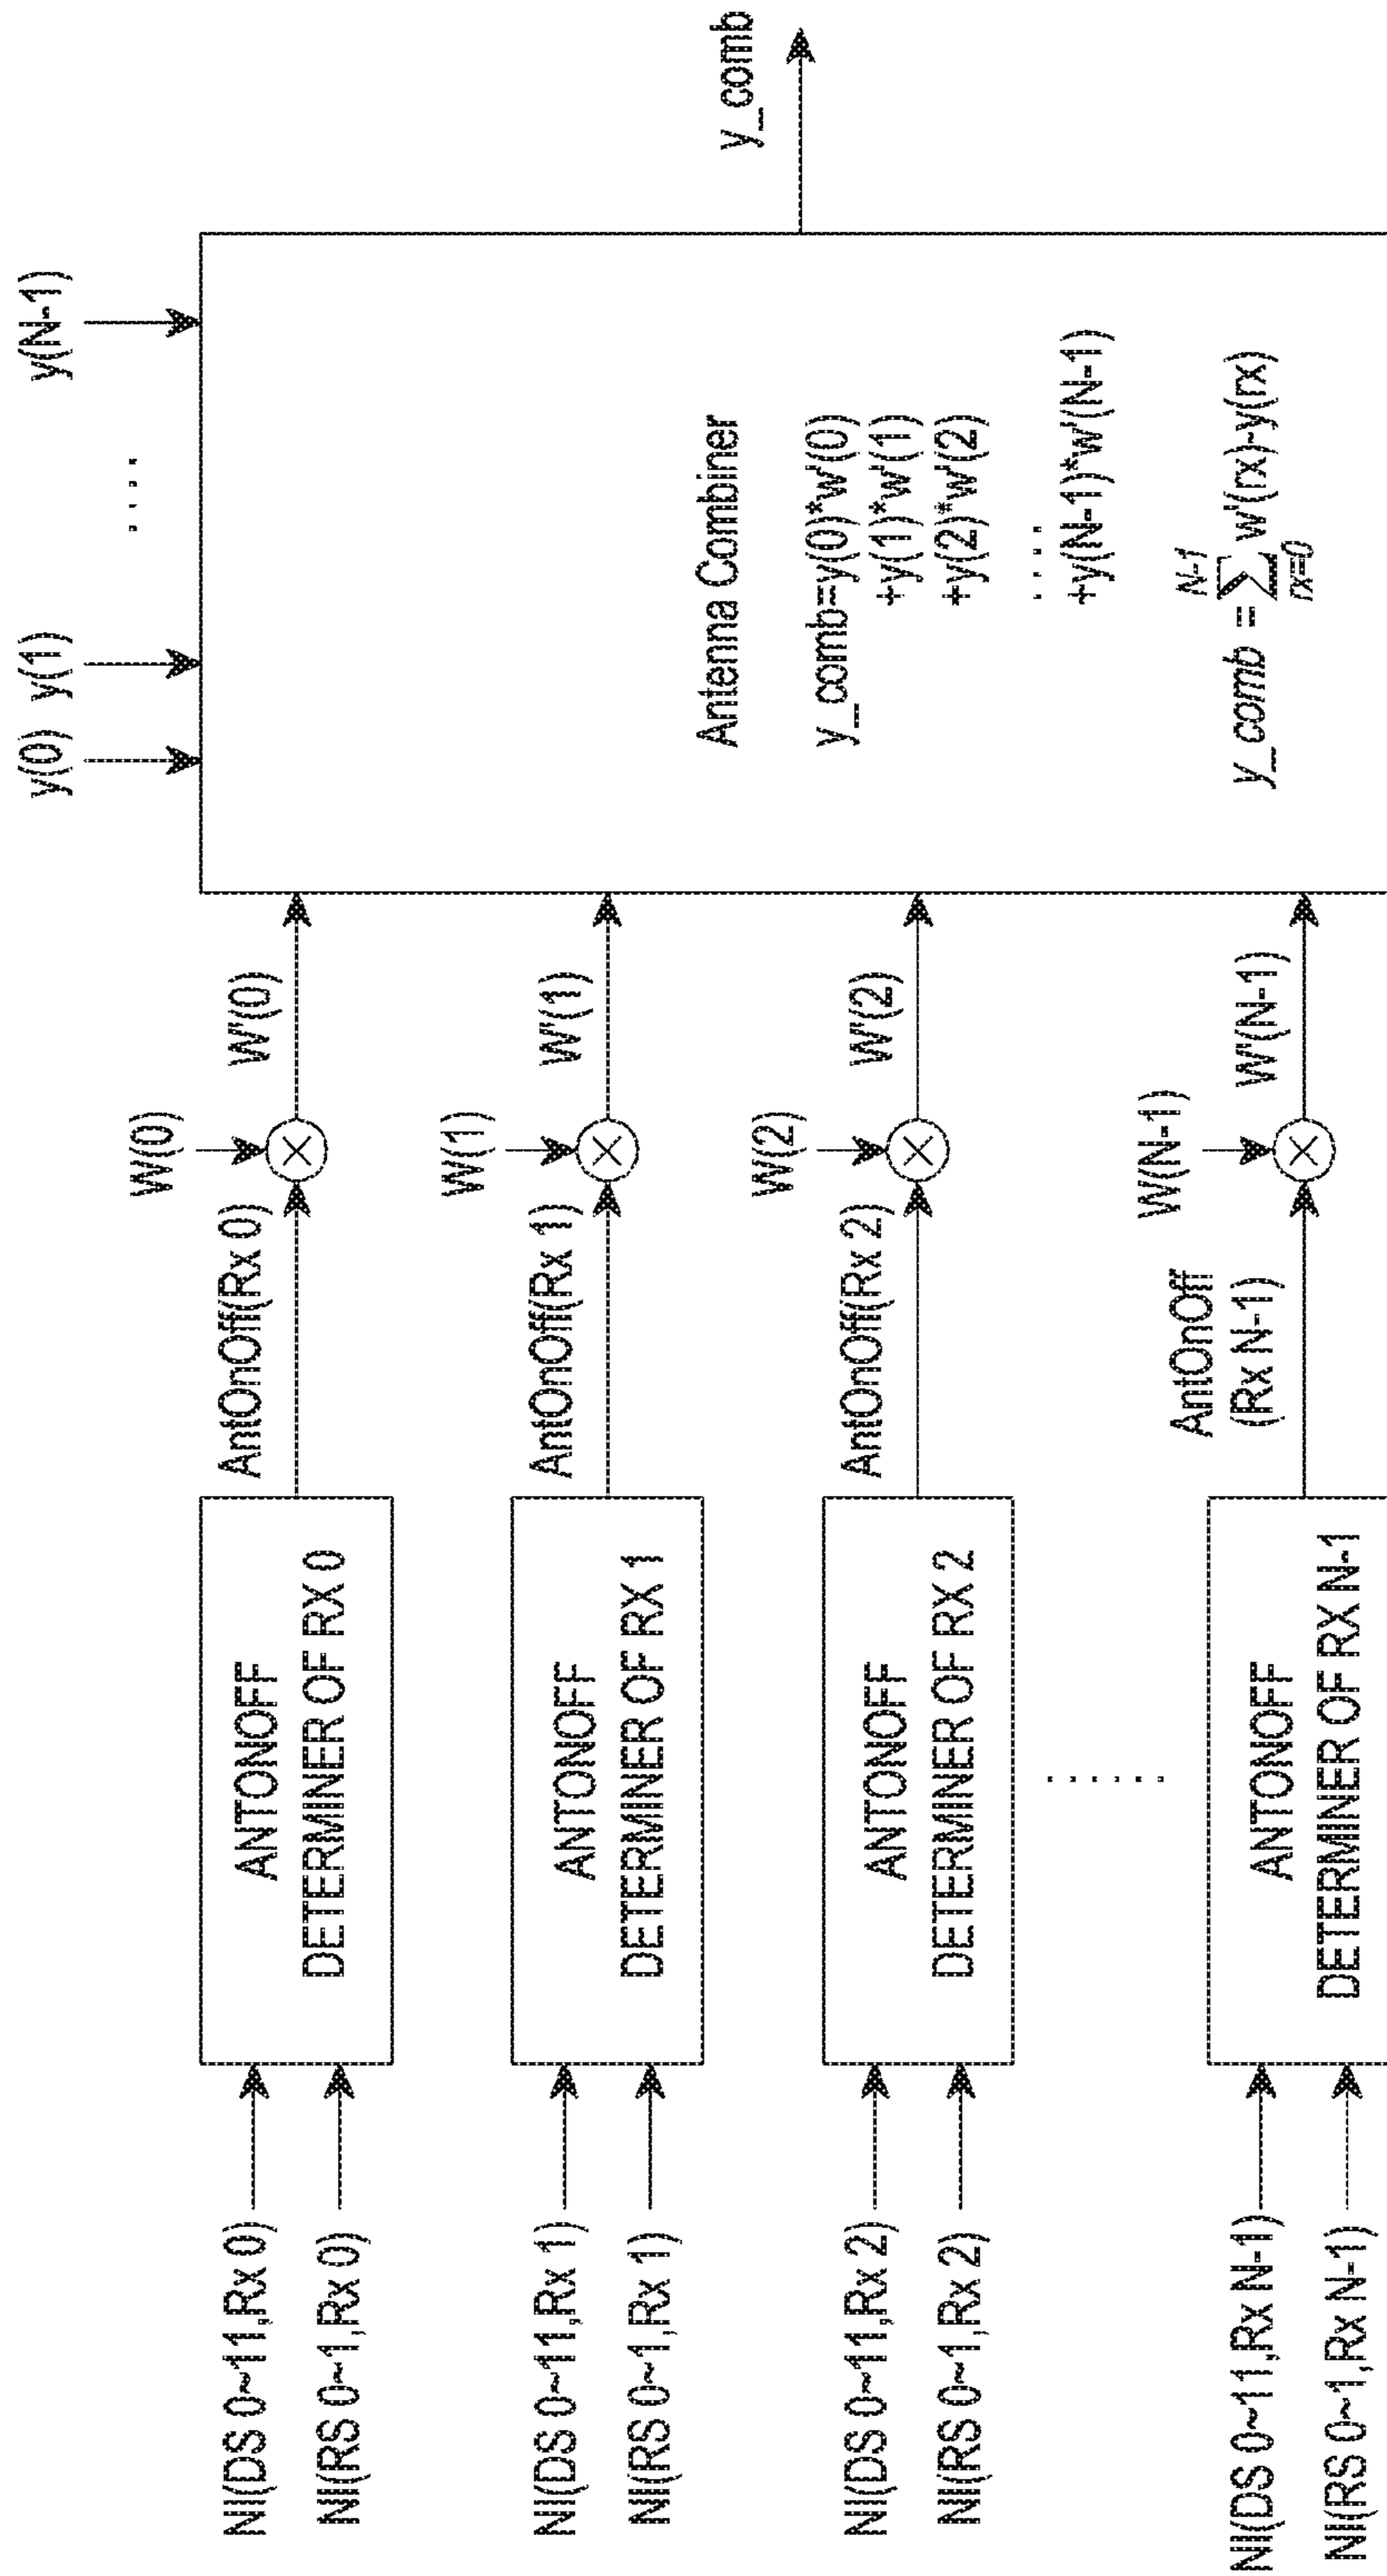 NI(DS 0~11,Rx 0)
NI(RS 0~1,Rx 0)
ANTONOFF
DETERMINER OF RX 0
AntOnOff(Rx 0)
W(0)
W'(0)
NI(DS 0~11,Rx 1)
NI(RS 0~1,Rx 1)
ANTONOFF
DETERMINER OF RX 1
AntOnOff(Rx 1)
W(1)
W'(1)
NI(DS 0~11,Rx 2)
NI(RS 0~1,Rx 2)
ANTONOFF
DETERMINER OF RX 2
AntOnOff(Rx 2)
W(2)
W'(2)
NI(DS 0~11,Rx N-1)
NI(RS 0~1,Rx N-1)
ANTONOFF
DETERMINER OF RX N-1
AntOnOff
(Rx N-1)
W(N-1)
W'(N-1)
y(0) y(1) .... y(N-1)
Antenna Combiner
y_comb=y(0)*w'(0)
+y(1)*w'(1)
+y(2)*w'(2)
....
+y(N-1)*w'(N-1)
N-1
y_comb = ∑ w'(rx)~y(rx)
rx=0
y_comb